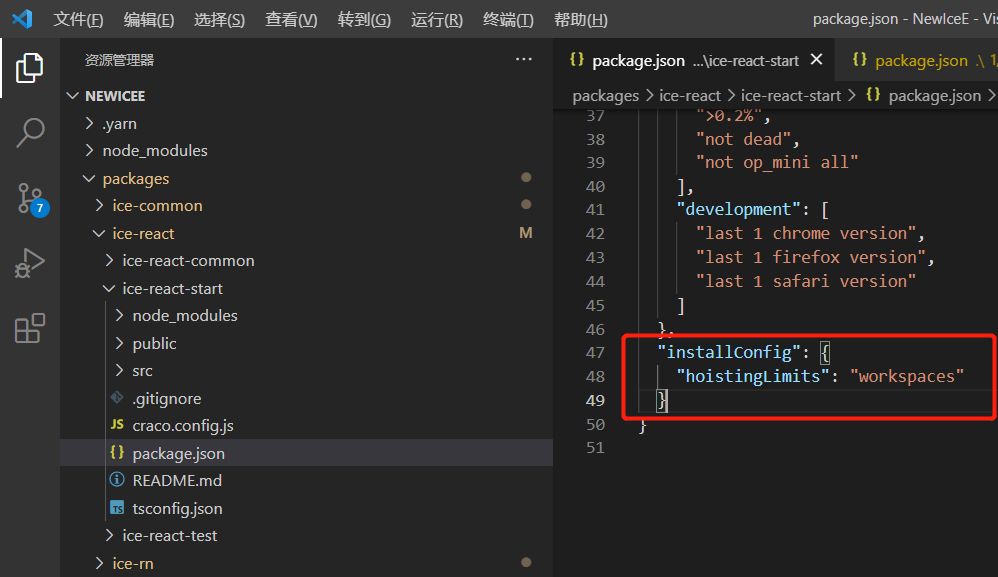 文件(F) 编辑(E) 选择(S) 查看(V) 转到(G) 运行(R) 终端(T) 帮助(H) package.json - NewIceE - Vis
资源管理器 ···
NEWICEE
.yarn
node_modules
packages
ice-common
ice-react M
ice-react-common
ice-react-start
node_modules
public
src
.gitignore
JS craco.config.js
{} package.json
README.md
TS tsconfig.json
ice-react-test
ice-rn
7
{} package.json ...\ice-react-start {} package.json .\ 1/
packages > ice-react > ice-react-start > {} package.json >
37 ">0.2%",
38 "not dead",
39 "not op_mini all"
40 ],
41 "development": [
42 "last 1 chrome version",
43 "last 1 firefox version",
44 "last 1 safari version"
45 ]
46 },
47 "installConfig": {
48 "hoistingLimits": "workspaces"
49 }
50 }
51